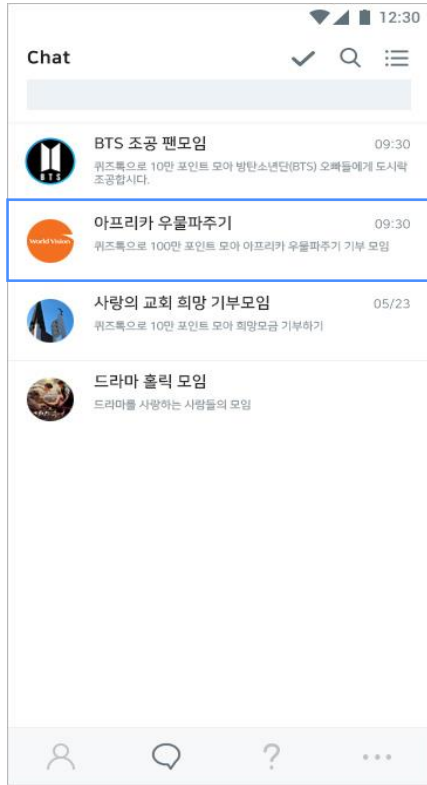 12:30
Chat
BTS 조공 팬모임
09:30
퀴즈톡으로 10만 포인트 모아 방탄소년단(BTS) 오빠들에게 도시락
조공합시다.
BTS
아프리카 우물파주기
09:30
World Vision
퀴즈톡으로 100만 포인트 모아 아프리카 우물파주기 기부 모임
사랑의 교회 희망 기부모임
05/23
퀴즈톡으로 10만 포인트 모아 희망모금 기부하기
드라마 홀릭 모임
드라마를 사랑하는 사람들의 모임